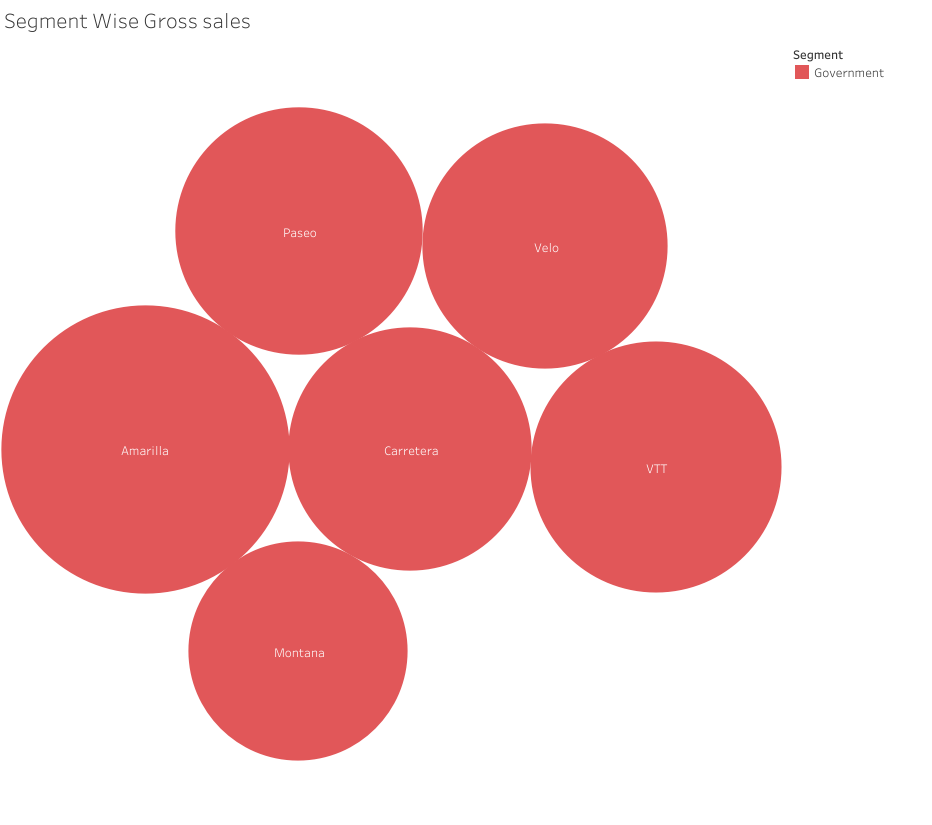 Segment Wise Gross sales
Segment
Government
Paseo
Velo
Amarilla
Carretera
VTT
Montana